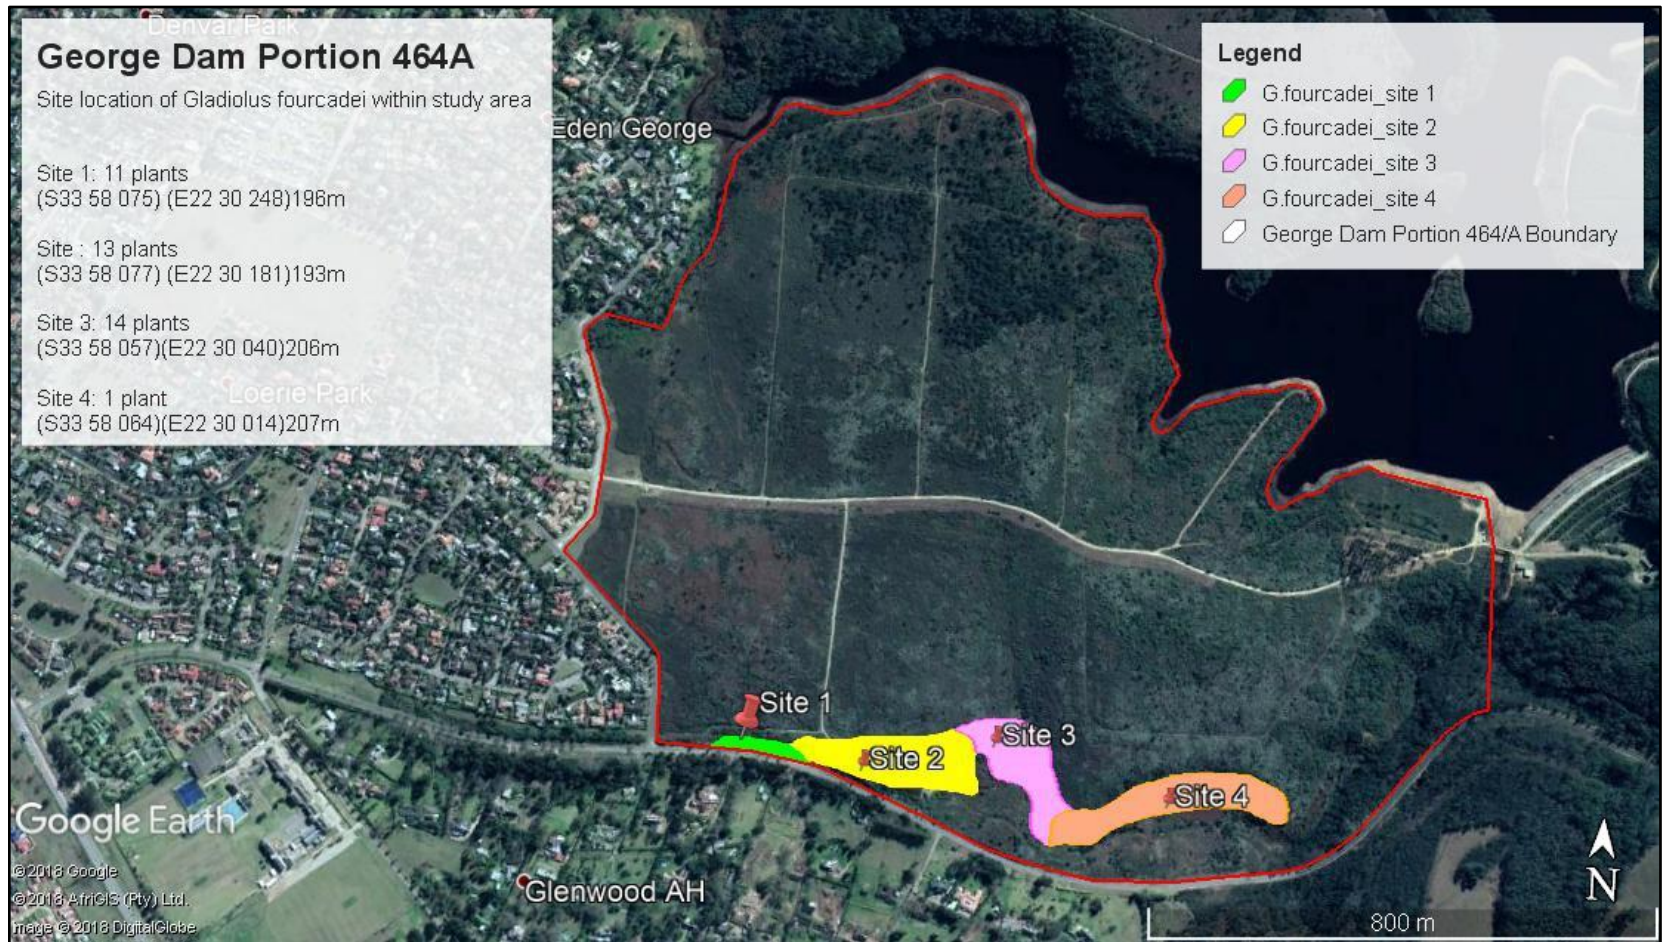 Denvar Park
George Dam Portion 464A
Site location of Gladiolus fourcadei within study area
Site 1: 11 plants
(S33 58 075) (E22 30 248)196m
Site : 13 plants
(S33 58 077) (E22 30 181)193m
Site 3: 14 plants
(S33 58 057)(E22 30 040)206m
Loerie Park
Site 4: 1 plant
(S33 58 064)(E22 30 014)207m
Eden George
Legend
G.fourcadei_site 1
G.fourcadei_site 2
G.fourcadei_site 3
G.fourcadei_site 4
George Dam Portion 464/A Boundary
Site 1
Site 2
Site 3
Site 4
Google Earth
©2018 Google
©2018 AfriGIS (Pty) Ltd.
Image © 2018 DigitalGlobe
Glenwood AH
N
800 m